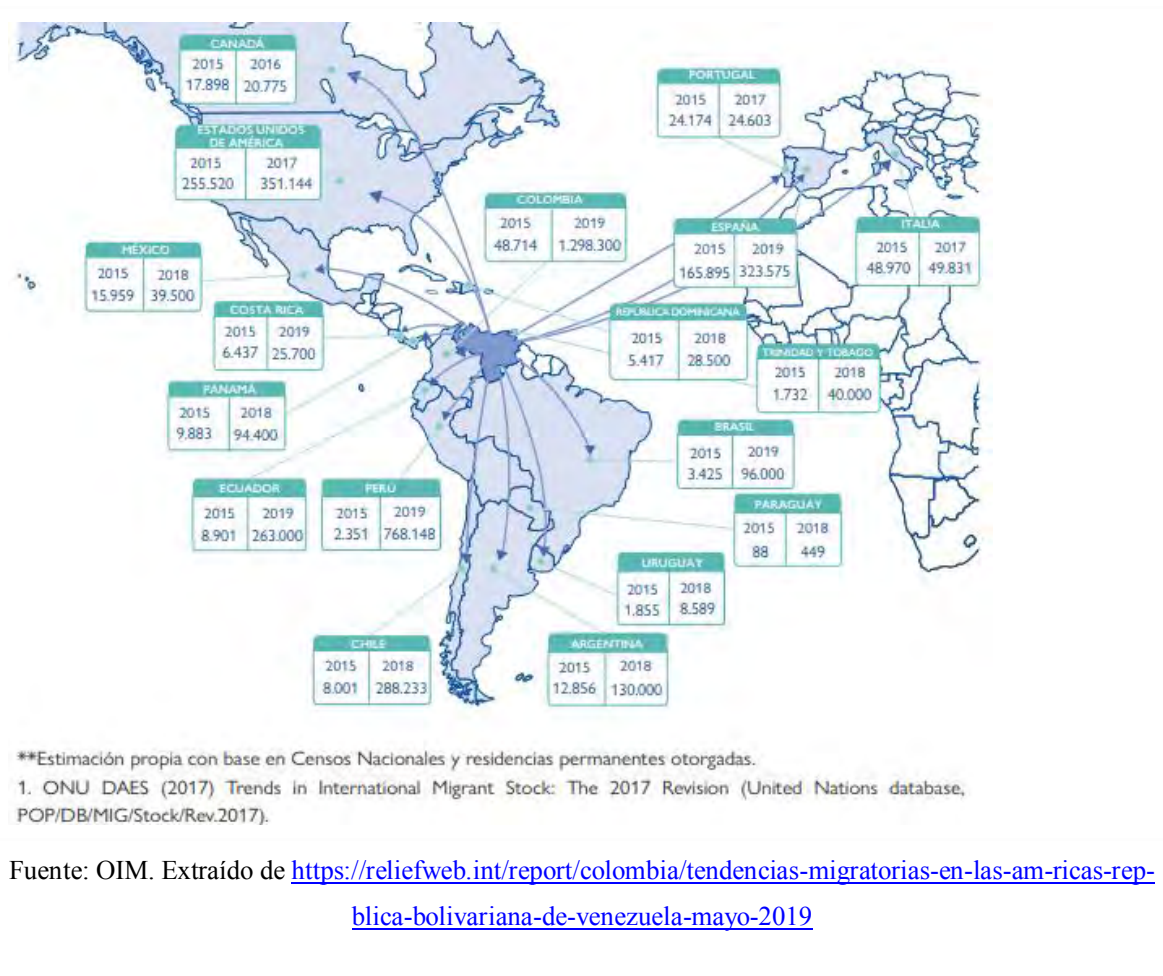 CANADÁ
2015 2016
17.898 20.775
ESTADOS UNIDOS
DE AMÉRICA
2015 2017
255.520 351.144
MÉXICO
2015 2018
15.959 39.500
COSTA RICA
2015 2019
6.437 25.700
PANAMÁ
2015 2018
9.883 94.400
ECUADOR
2015 2019
8.901 263.000
PERÚ
2015 2019
2.351 768.148
CHILE
2015 2018
8.001 288.233
COLOMBIA
2015 2019
48.714 1.298.300
PORTUGAL
2015 2017
24.174 24.603
ESPAÑA
2015 2019
165.895 323.575
ITALIA
2015 2017
48.970 49.831
REPUBLICA DOMINICANA
2015 2018
5.417 28.500
TRINIDAD Y TOBAGO
2015 2018
1.732 40.000
BRASIL
2015 2019
3.425 96.000
PARAGUAY
2015 2018
88 449
URUGUAY
2015 2018
1.855 8.589
ARGENTINA
2015 2018
12.856 130.000
**Estimación propia con base en Censos Nacionales y residencias permanentes otorgadas.
1. ONU DAES (2017) Trends in International Migrant Stock: The 2017 Revision (United Nations database,
POP/DB/MIG/Stock/Rev.2017).
Fuente: OIM. Extraído de https://reliefweb.int/report/colombia/tendencias-migratorias-en-las-am-ricas-rep-
blica-bolivariana-de-venezuela-mayo-2019